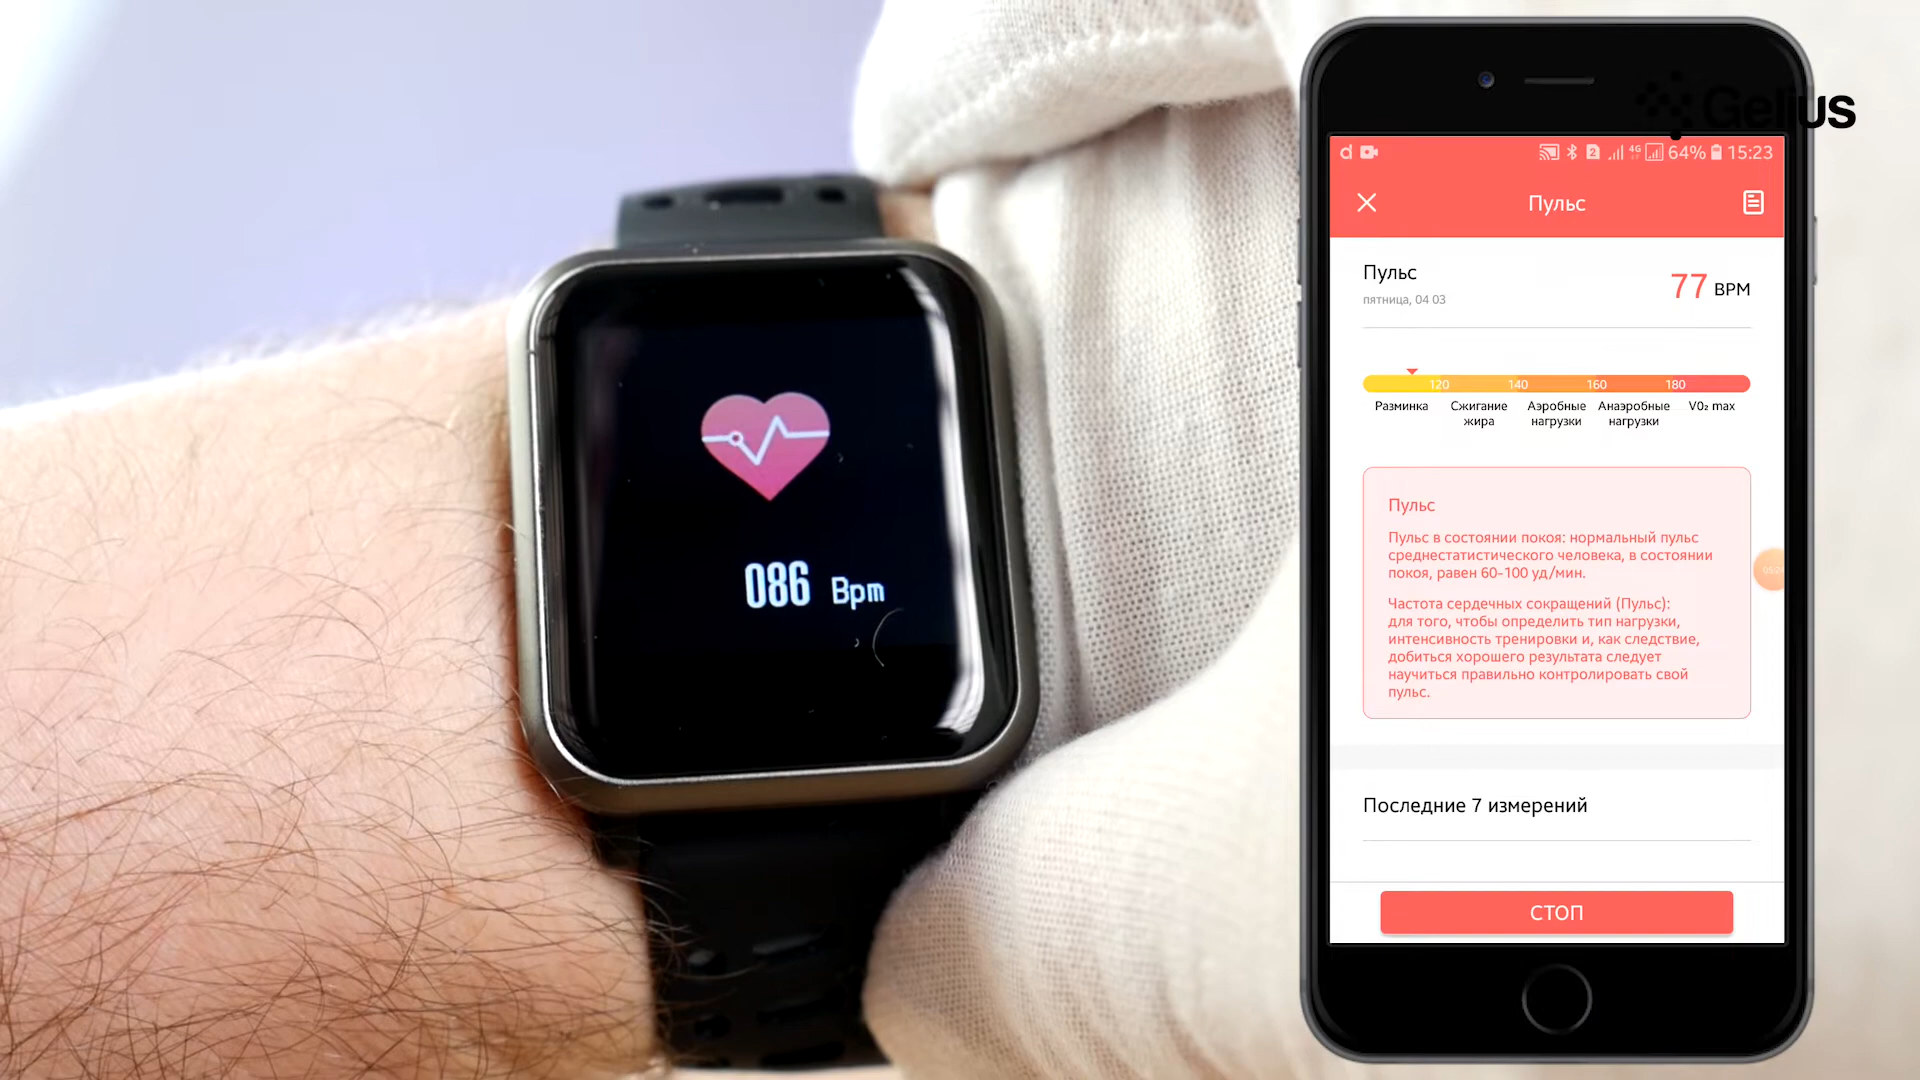 086 Bpm
Gelius
64% 15:23
Пульс
Пульс
77 BPM
пятница, 04 03
120 140 160 180
Разминка Сжигание жира Аэробные нагрузки Анаэробные нагрузки VO₂ max
Пульс
Пульс в состоянии покоя: нормальный пульс
среднестатистического человека, в состоянии
покоя, равен 60-100 уд/мин.
Частота сердечных сокращений (Пульс):
для того, чтобы определить тип нагрузки,
интенсивность тренировки и, как следствие,
добиться хорошего результата следует
научиться правильно контролировать свой
пульс.
Последние 7 измерений
СТОП